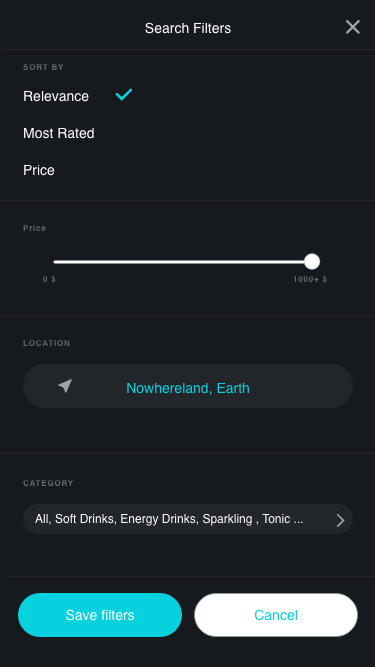 Search Filters
SORT BY
Relevance
Most Rated
Price
Price
0 $
1000+ $
LOCATION
Nowhereland, Earth
CATEGORY
All, Soft Drinks, Energy Drinks, Sparkling , Tonic ...
Save filters
Cancel